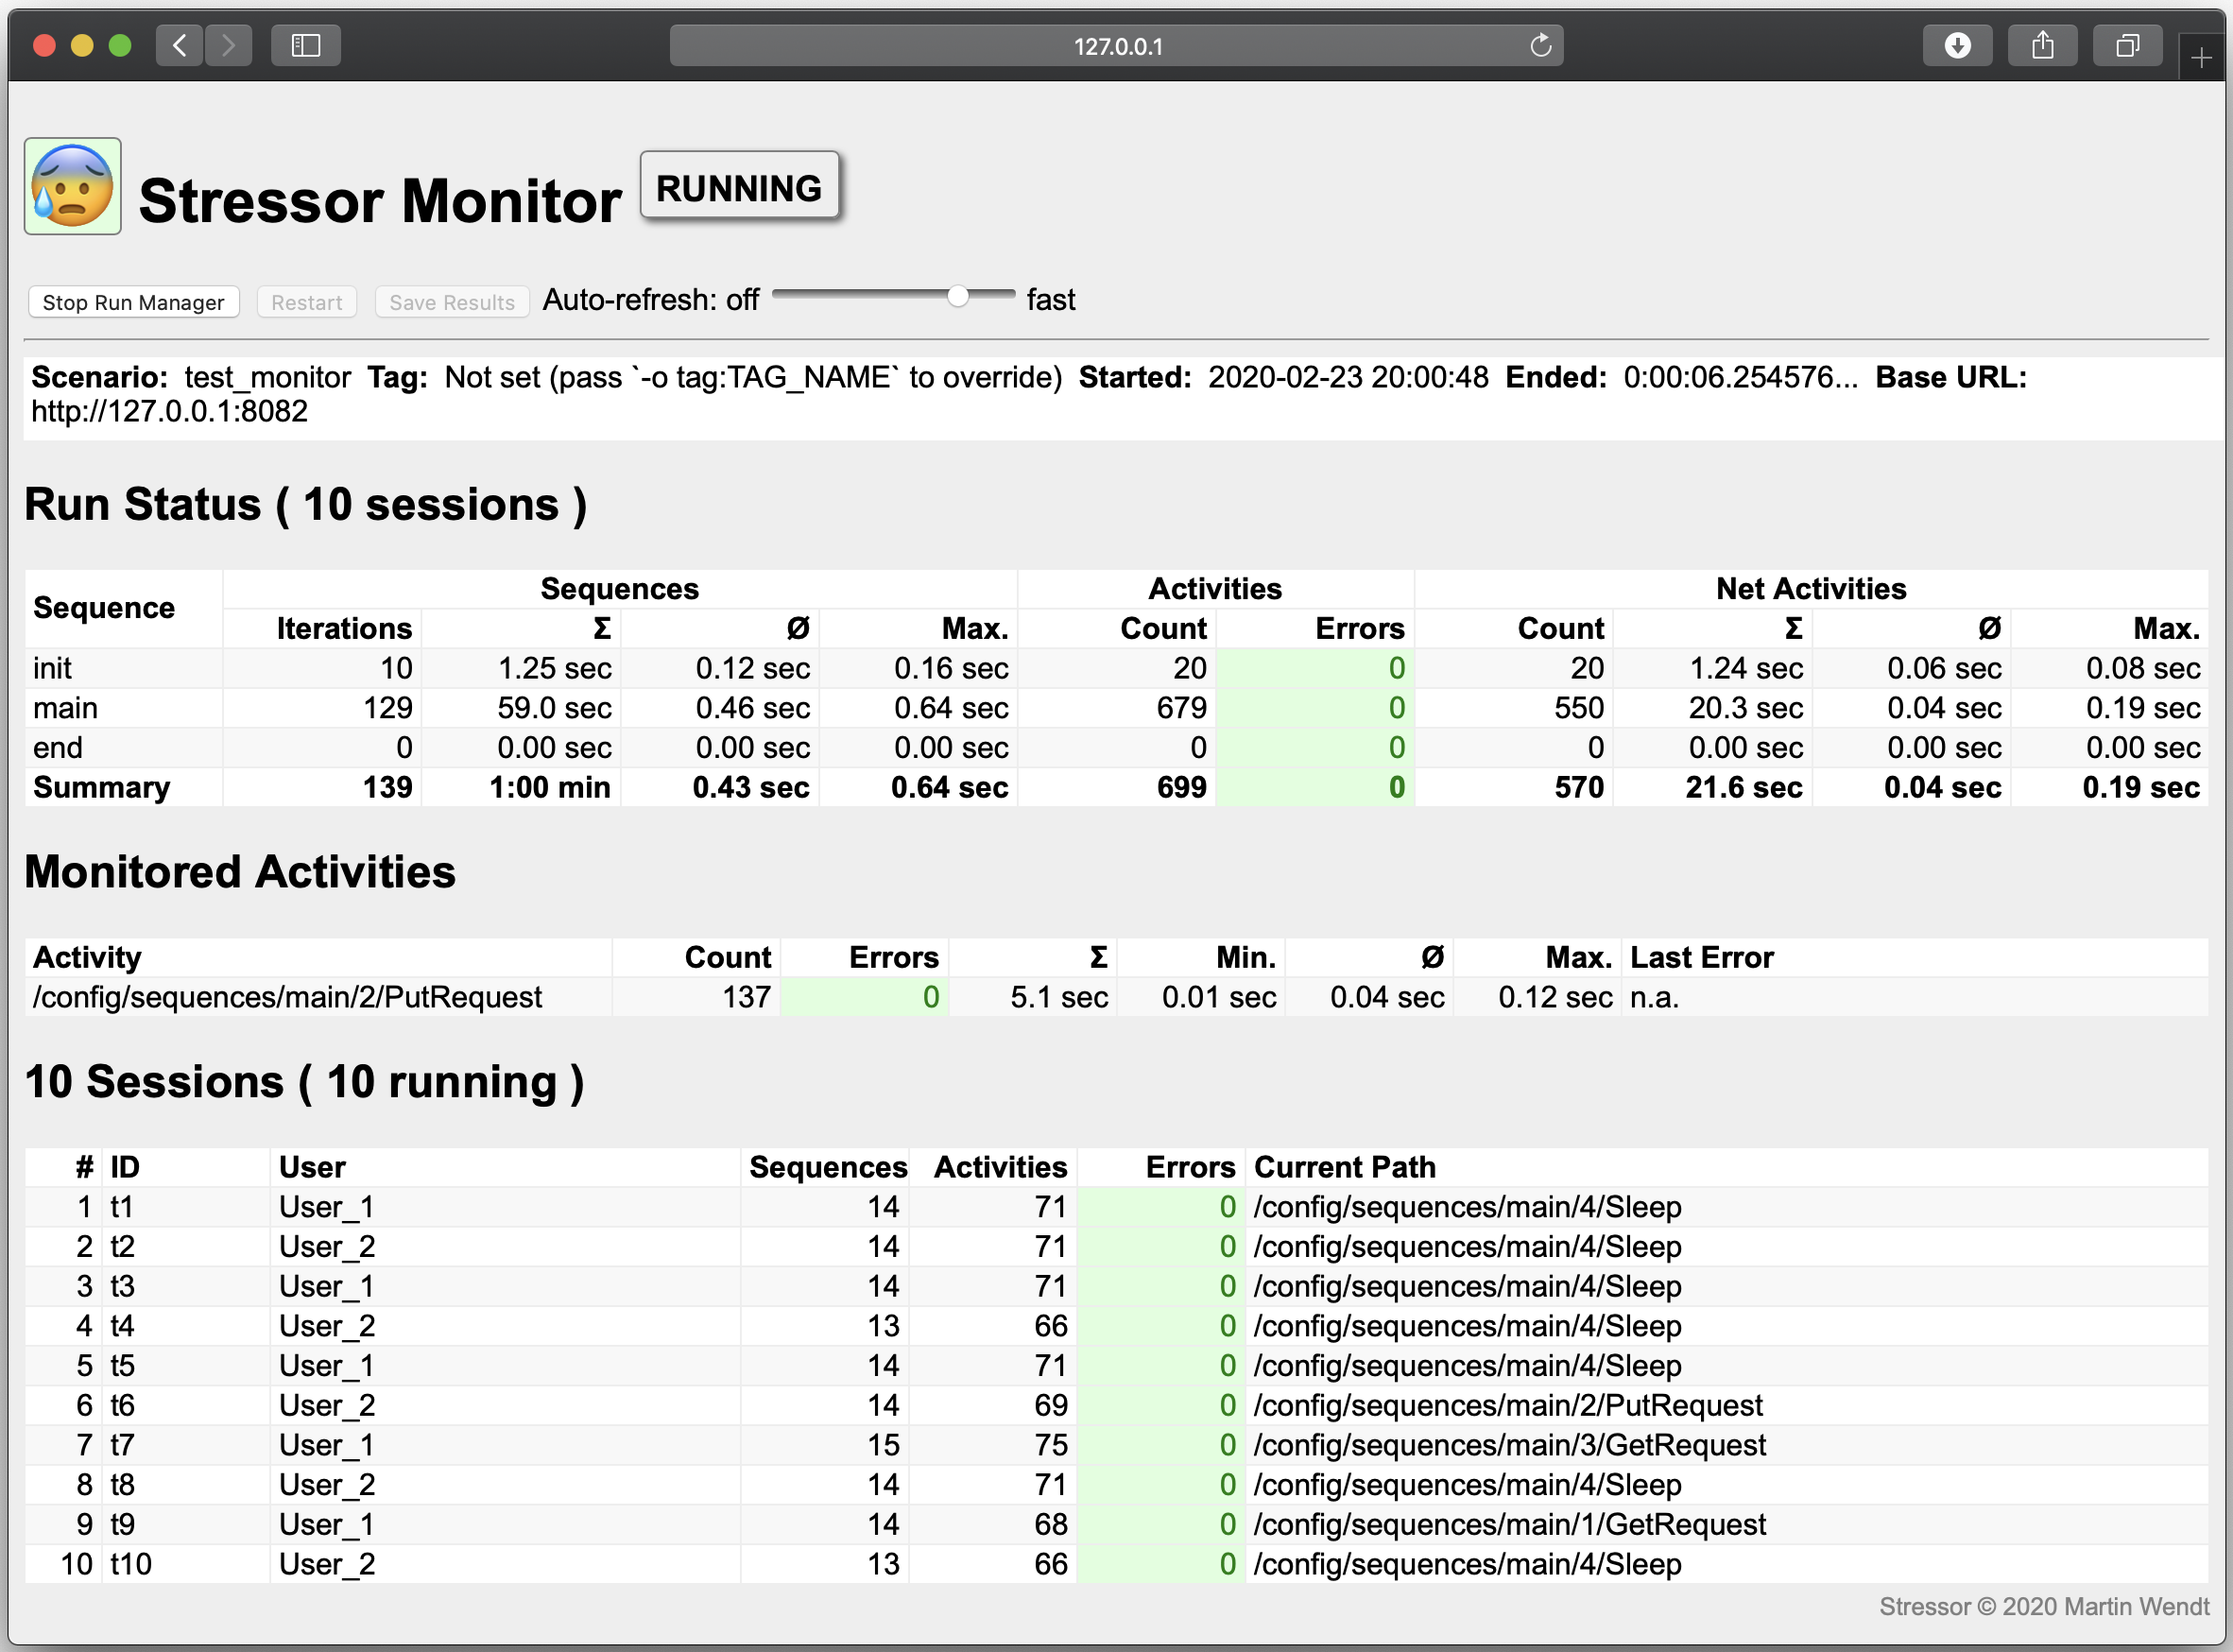 127.0.0.1
Stressor Monitor RUNNING
Stop Run Manager Restart Save Results Auto-refresh: off fast
Scenario: test_monitor Tag: Not set (pass `-o tag:TAG_NAME` to override) Started: 2020-02-23 20:00:48 Ended: 0:00:06.254576... Base URL:
http://127.0.0.1:8082
Run Status ( 10 sessions )
Sequence Sequences Activities Net Activities
Iterations Σ Ø Max. Count Errors Count Σ Ø Max.
init 10 1.25 sec 0.12 sec 0.16 sec 20 0 20 1.24 sec 0.06 sec 0.08 sec
main 129 59.0 sec 0.46 sec 0.64 sec 679 0 550 20.3 sec 0.04 sec 0.19 sec
end 0 0.00 sec 0.00 sec 0.00 sec 0 0 0 0.00 sec 0.00 sec 0.00 sec
Summary 139 1:00 min 0.43 sec 0.64 sec 699 0 570 21.6 sec 0.04 sec 0.19 sec
Monitored Activities
Activity Count Errors Σ Min. Ø Max. Last Error
/config/sequences/main/2/PutRequest 137 0 5.1 sec 0.01 sec 0.04 sec 0.12 sec n.a.
10 Sessions ( 10 running )
# ID User Sequences Activities Errors Current Path
1 t1 User_1 14 71 0 /config/sequences/main/4/Sleep
2 t2 User_2 14 71 0 /config/sequences/main/4/Sleep
3 t3 User_1 14 71 0 /config/sequences/main/4/Sleep
4 t4 User_2 13 66 0 /config/sequences/main/4/Sleep
5 t5 User_1 14 71 0 /config/sequences/main/4/Sleep
6 t6 User_2 14 69 0 /config/sequences/main/2/PutRequest
7 t7 User_1 15 75 0 /config/sequences/main/3/GetRequest
8 t8 User_2 14 71 0 /config/sequences/main/4/Sleep
9 t9 User_1 14 68 0 /config/sequences/main/1/GetRequest
10 t10 User_2 13 66 0 /config/sequences/main/4/Sleep
Stressor © 2020 Martin Wendt